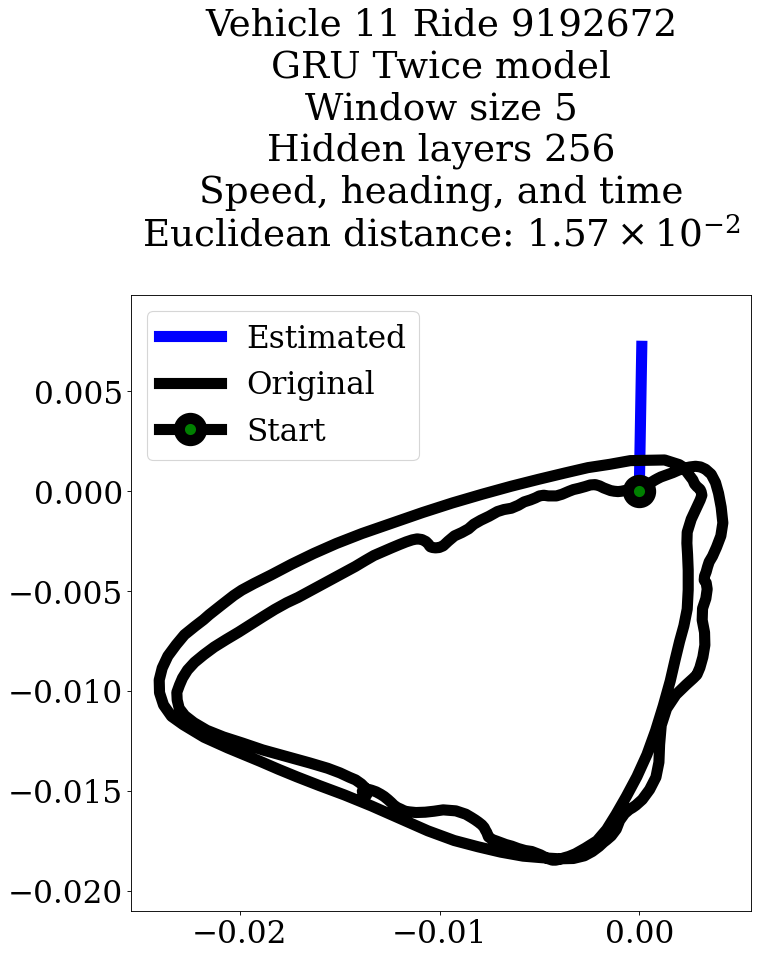 Vehicle 11 Ride 9192672
GRU Twice model
Window size 5
Hidden layers 256
Speed, heading, and time
Euclidean distance: 1.57 × 10⁻²
Estimated
Original
Start
0.005
0.000
−0.005
−0.010
−0.015
−0.020
−0.02
−0.01
0.00